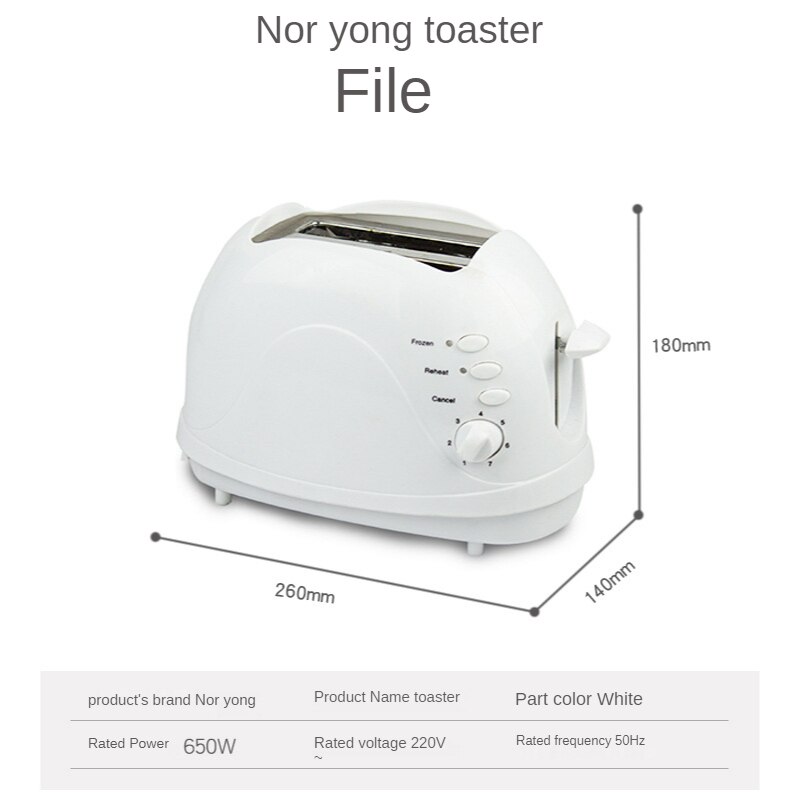 Nor yong toaster
File
180mm
Frozen
Reheat
Cancel
4
3 5
2 6
1 7
140mm
260mm
product's brand Nor yong Product Name toaster Part color White
Rated Power 650W Rated voltage 220V Rated frequency 50Hz
~